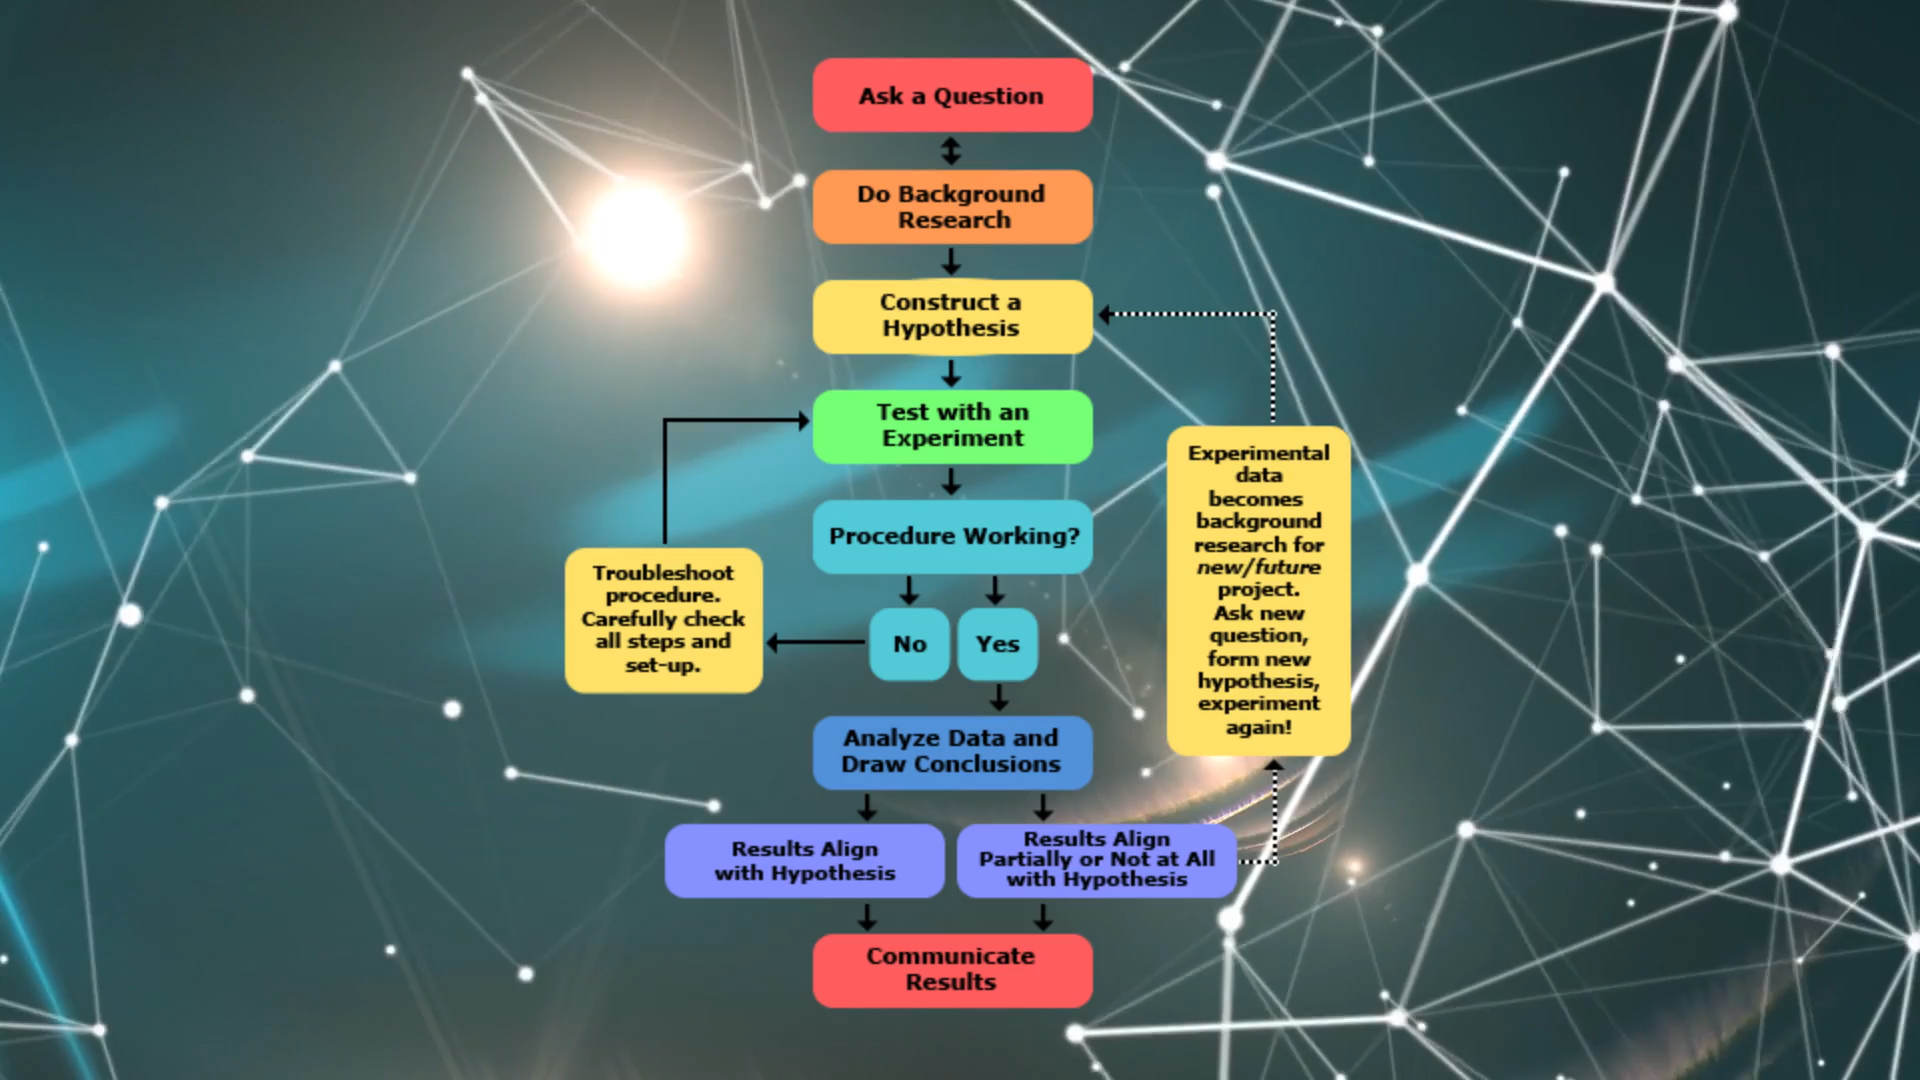 Ask a Question
Do Background
Research
Construct a
Hypothesis
Test with an
Experiment
Procedure Working?
No
Yes
Troubleshoot
procedure.
Carefully check
all steps and
set-up.
Experimental
data
becomes
background
research for
new/future
project.
Ask new
question,
form new
hypothesis,
experiment
again!
Analyze Data and
Draw Conclusions
Results Align
with Hypothesis
Results Align
Partially or Not at All
with Hypothesis
Communicate
Results